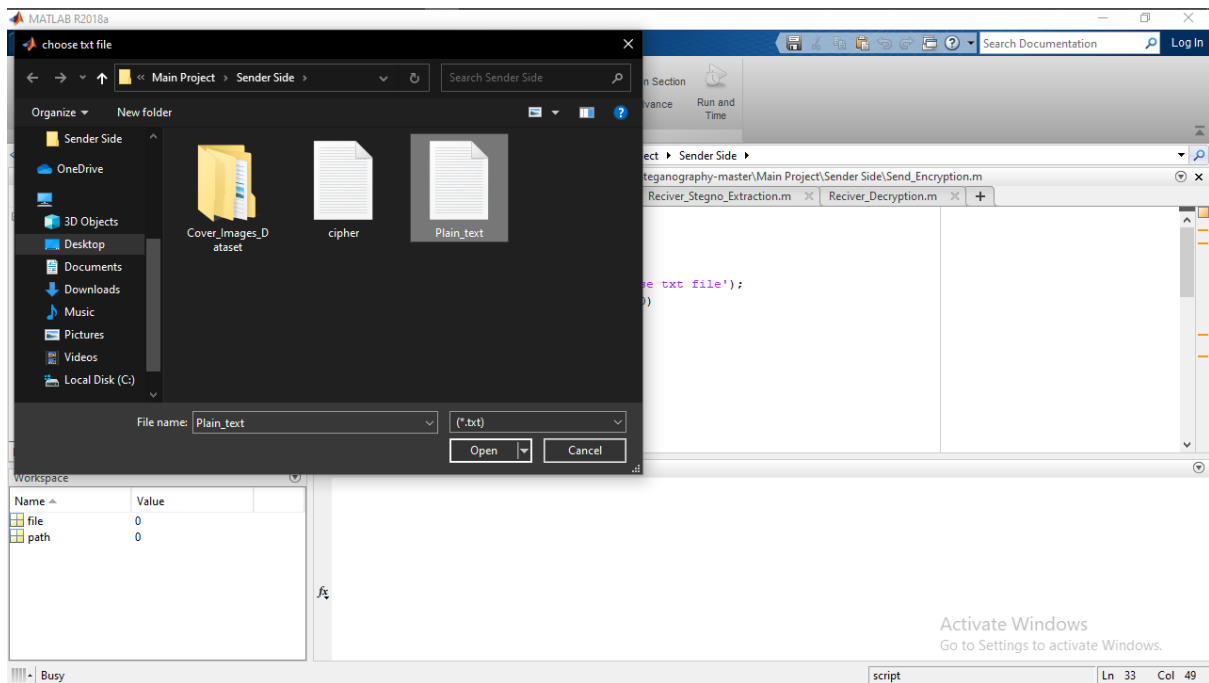 MATLAB R2018a
choose txt file
Search Documentation
Log In
« Main Project › Sender Side ›
Search Sender Side
n Section
vance
Run and
Time
Organize
New folder
Sender Side
OneDrive
3D Objects
Desktop
Documents
Downloads
Music
Pictures
Videos
Local Disk (C:)
Cover_Images_D
ataset
cipher
Plain_text
ect ▸ Sender Side ▸
teganography-master\Main Project\Sender Side\Send_Encryption.m
Reciver_Stegno_Extraction.m
Reciver_Decryption.m
+
se txt file');
))
File name: Plain_text
(*.txt)
Open
Cancel
Workspace
Name
Value
file
0
path
0
fx
Activate Windows
Go to Settings to activate Windows.
Busy
script
Ln 33 Col 49